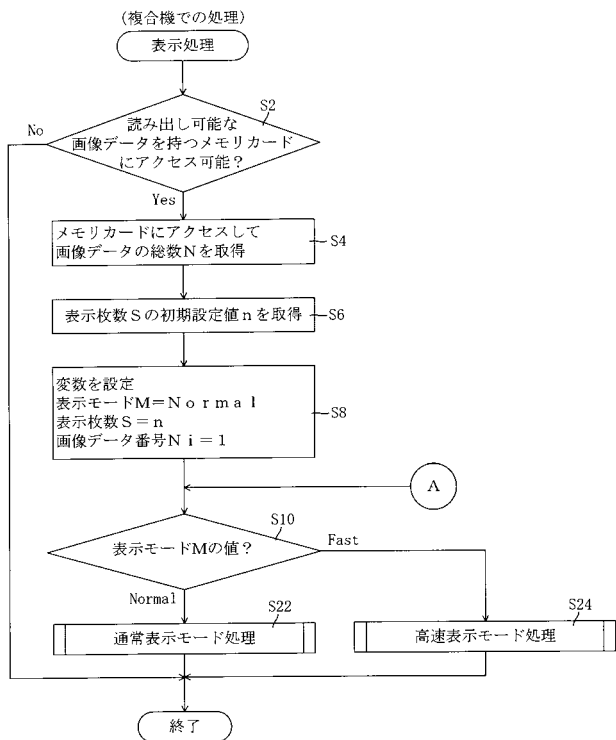 (複合機での処理)
表示処理
S2
No
読み出し可能な
画像データを持つメモリカード
にアクセス可能？
Yes
メモリカードにアクセスして
画像データの総数Nを取得
S4
表示枚数Sの初期設定値nを取得
S6
変数を設定
表示モードM＝Normal
表示枚数S＝n
画像データ番号Ni＝1
S8
A
S10
表示モードMの値？
Fast
Normal
S22
通常表示モード処理
S24
高速表示モード処理
終了